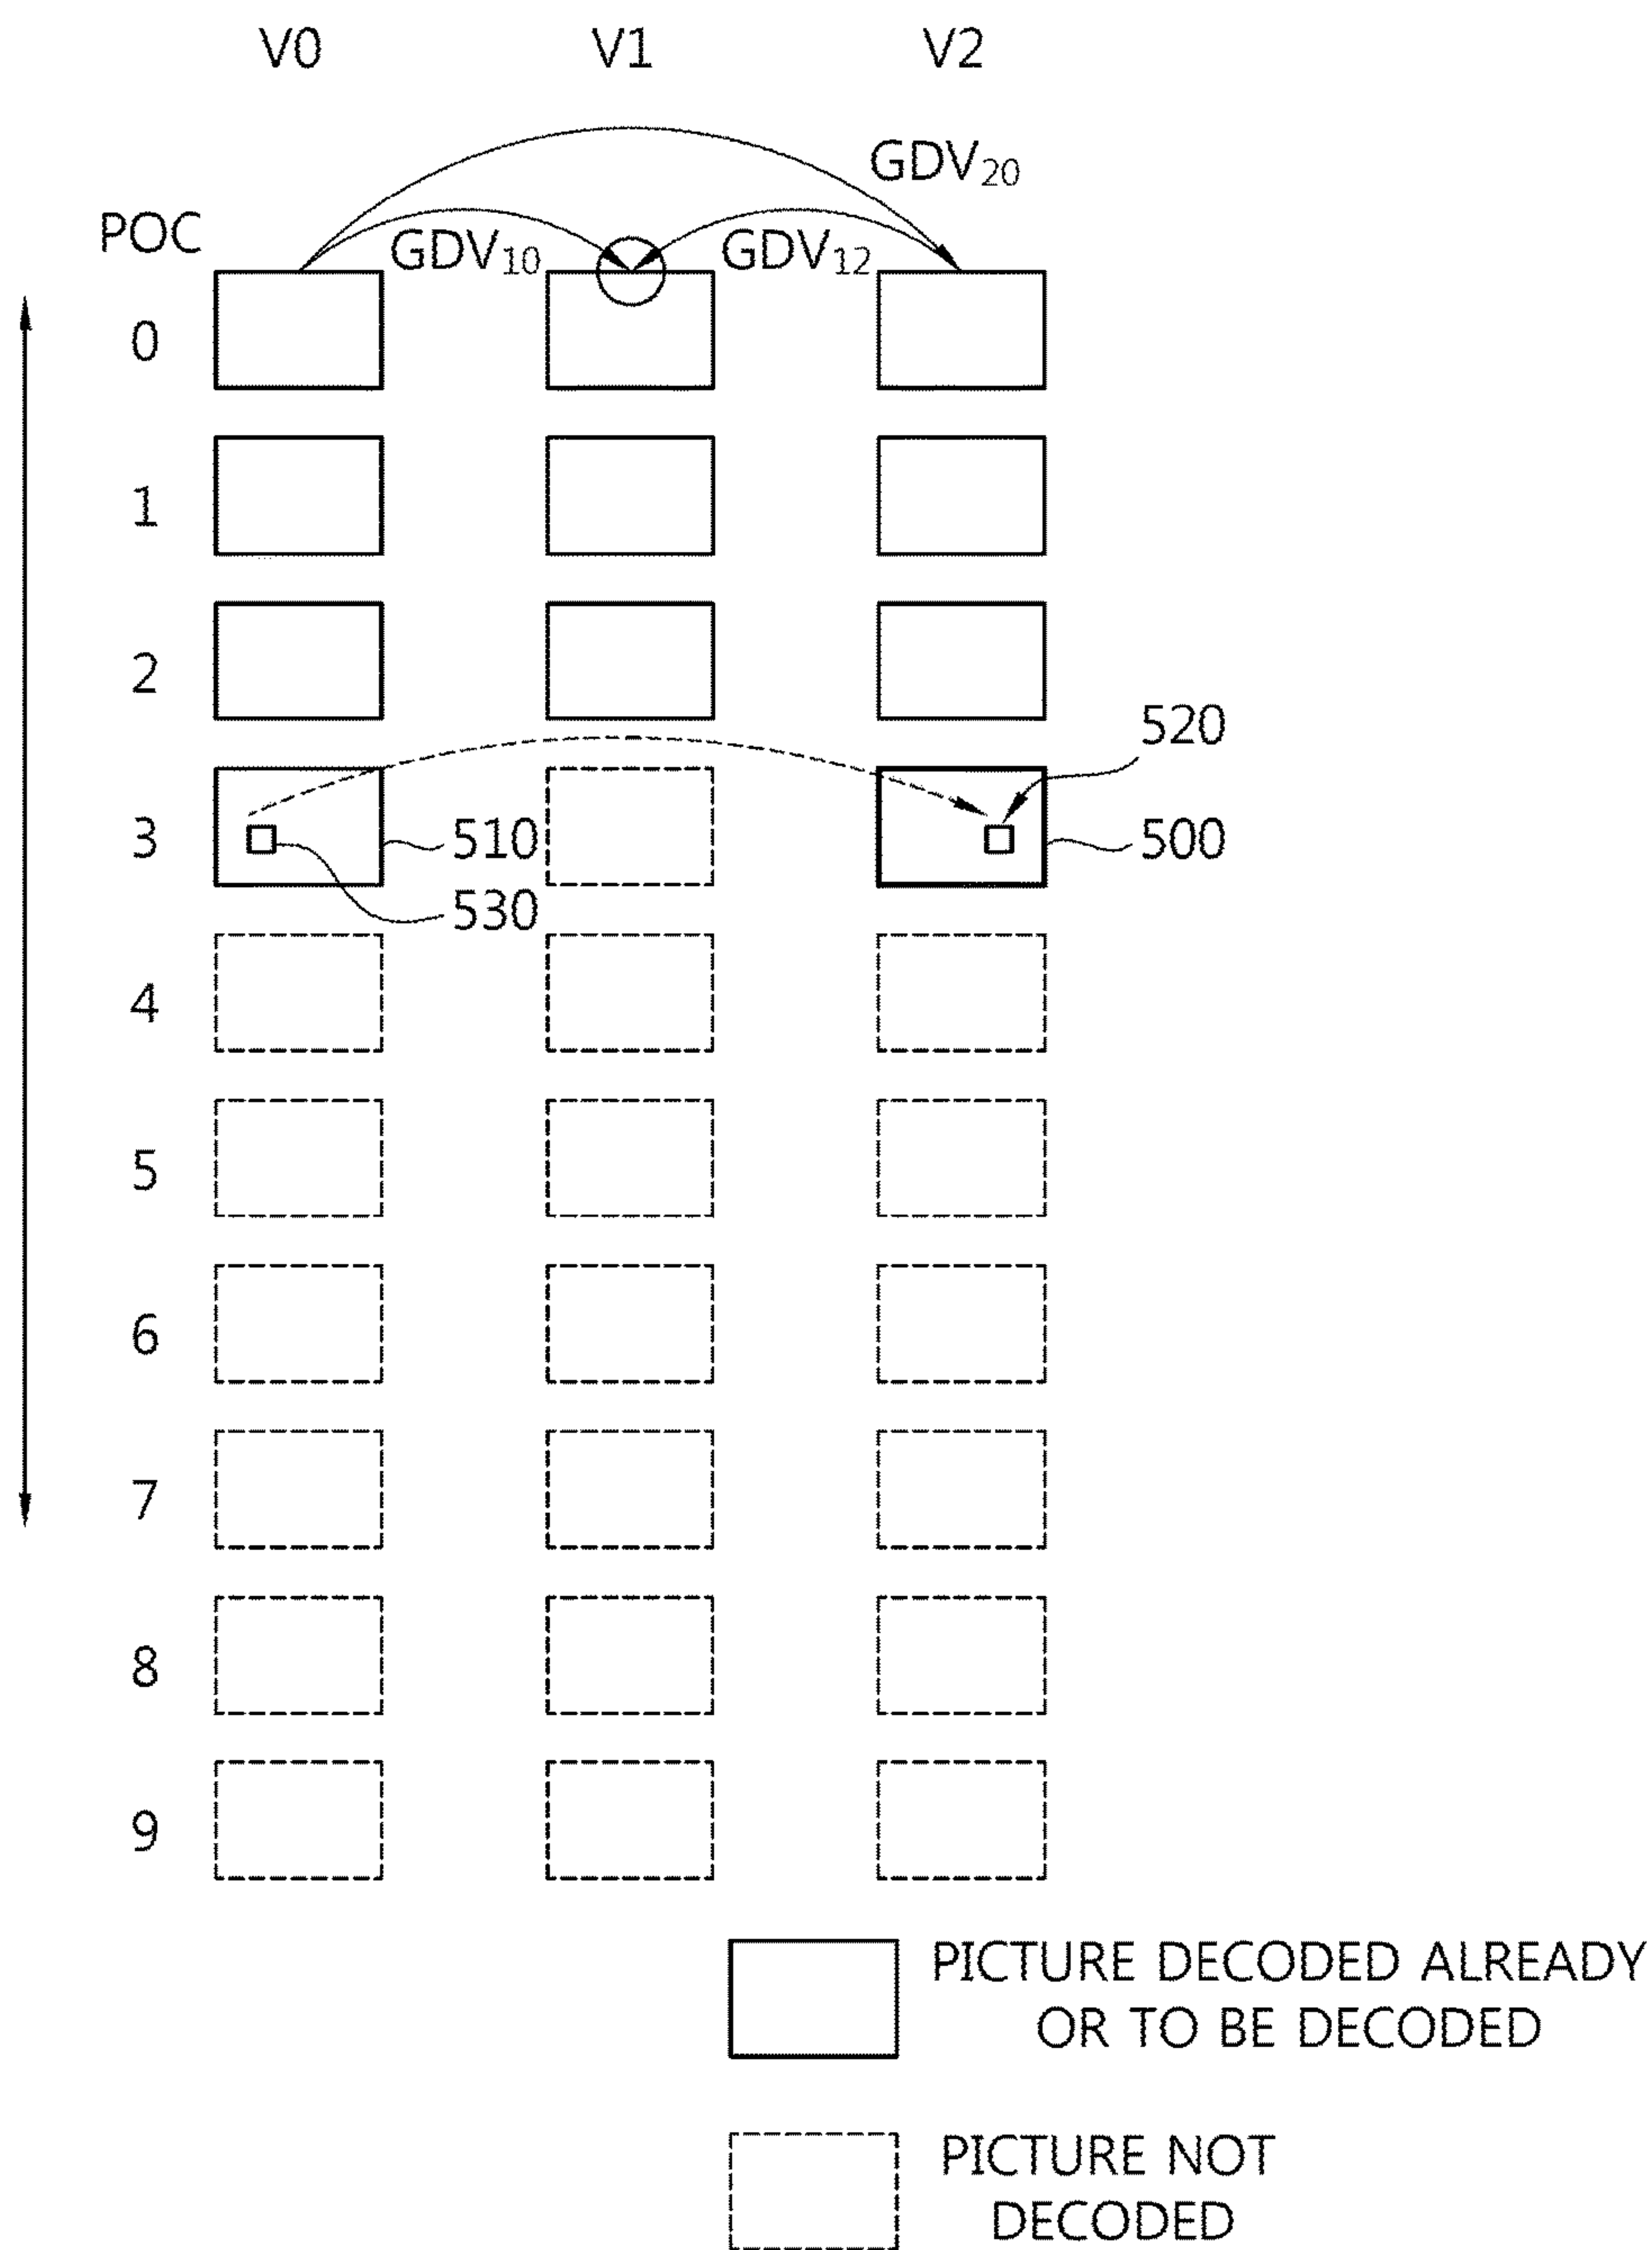 V0 V1 V2
GDV20
POC GDV10 GDV12
0
1
2
520
3 510 500
530
4
5
6
7
8
9
PICTURE DECODED ALREADY
OR TO BE DECODED
PICTURE NOT
DECODED